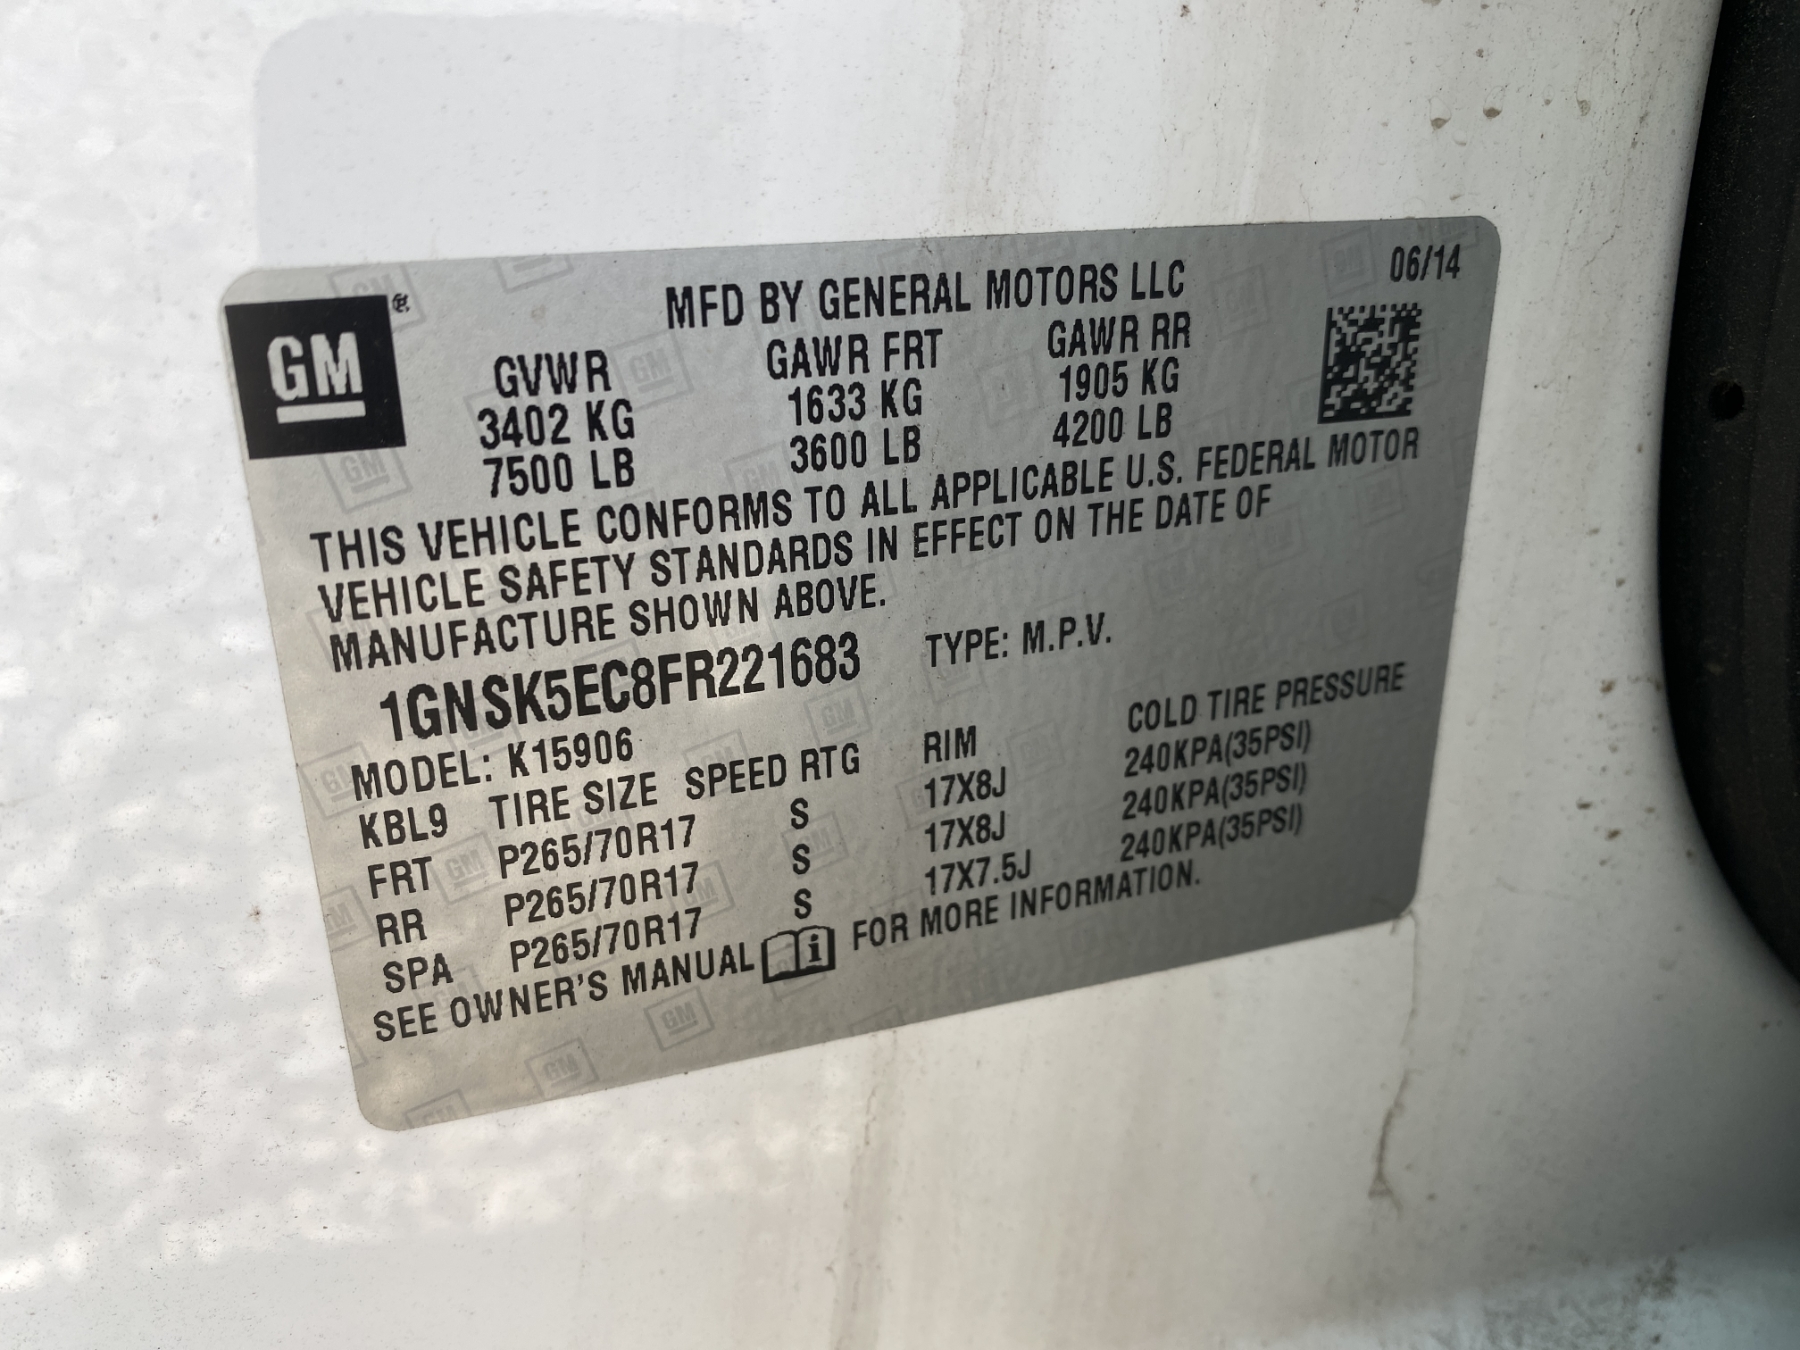 06/14
GM
MFD BY GENERAL MOTORS LLC
GVWR GAWR FRT GAWR RR
3402 KG 1633 KG 1905 KG
7500 LB 3600 LB 4200 LB
THIS VEHICLE CONFORMS TO ALL APPLICABLE U.S. FEDERAL MOTOR
VEHICLE SAFETY STANDARDS IN EFFECT ON THE DATE OF
MANUFACTURE SHOWN ABOVE.
1GNSK5EC8FR221683 TYPE: M.P.V.
MODEL: K15906
KBL9 TIRE SIZE SPEED RTG RIM COLD TIRE PRESSURE
FRT P265/70R17 S 17X8J 240KPA(35PSI)
RR P265/70R17 S 17X8J 240KPA(35PSI)
SPA P265/70R17 S 17X7.5J 240KPA(35PSI)
SEE OWNER'S MANUAL FOR MORE INFORMATION.